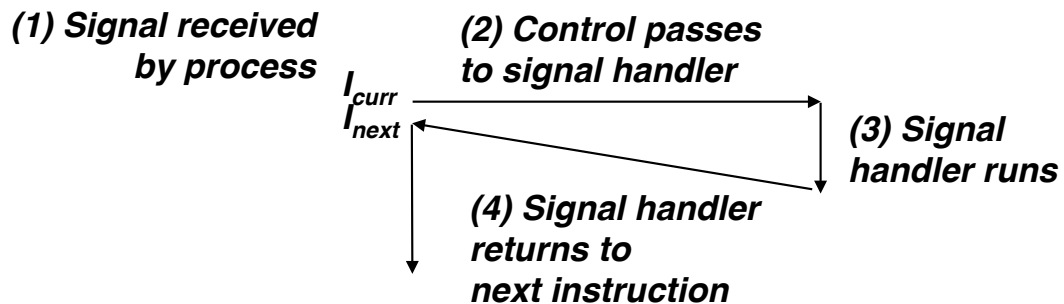 (1) Signal received
by process
(2) Control passes
to signal handler
I_curr
I_next
(3) Signal
handler runs
(4) Signal handler
returns to
next instruction